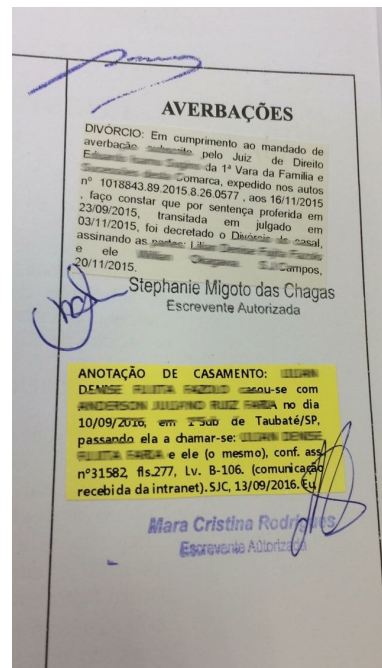 AVERBAÇÕES
DIVÓRCIO: Em cumprimento ao mandado de
averbação pelo Juiz de Direito
da 1ª Vara da Familia e
Comarca, expedido nos autos
nº 1018843.89.2015.8.26.0577 , aos 16/11/2015
, faço constar que por sentença proferida em
23/09/2015, transitada em julgado em
03/11/2015, foi decretado o Divórcio casal,
assinando as
e ele S.J.Campos,
20/11/2015.
Stephanie Migoto das Chagas
Escrevente Autorizada
ANOTAÇÃO DE CASAMENTO:
DENISE casou-se com
no dia
10/09/2016, em 1 Sub de Taubaté/SP,
passando ela a chamar-se:
e ele (o mesmo), conf. ass
nº31582, fls.277, Lv. B-106. (comunicação
recebida da intranet). SJC, 13/09/2016. Eu,
Mara Cristina Rodrigues
Escrevente Autorizada